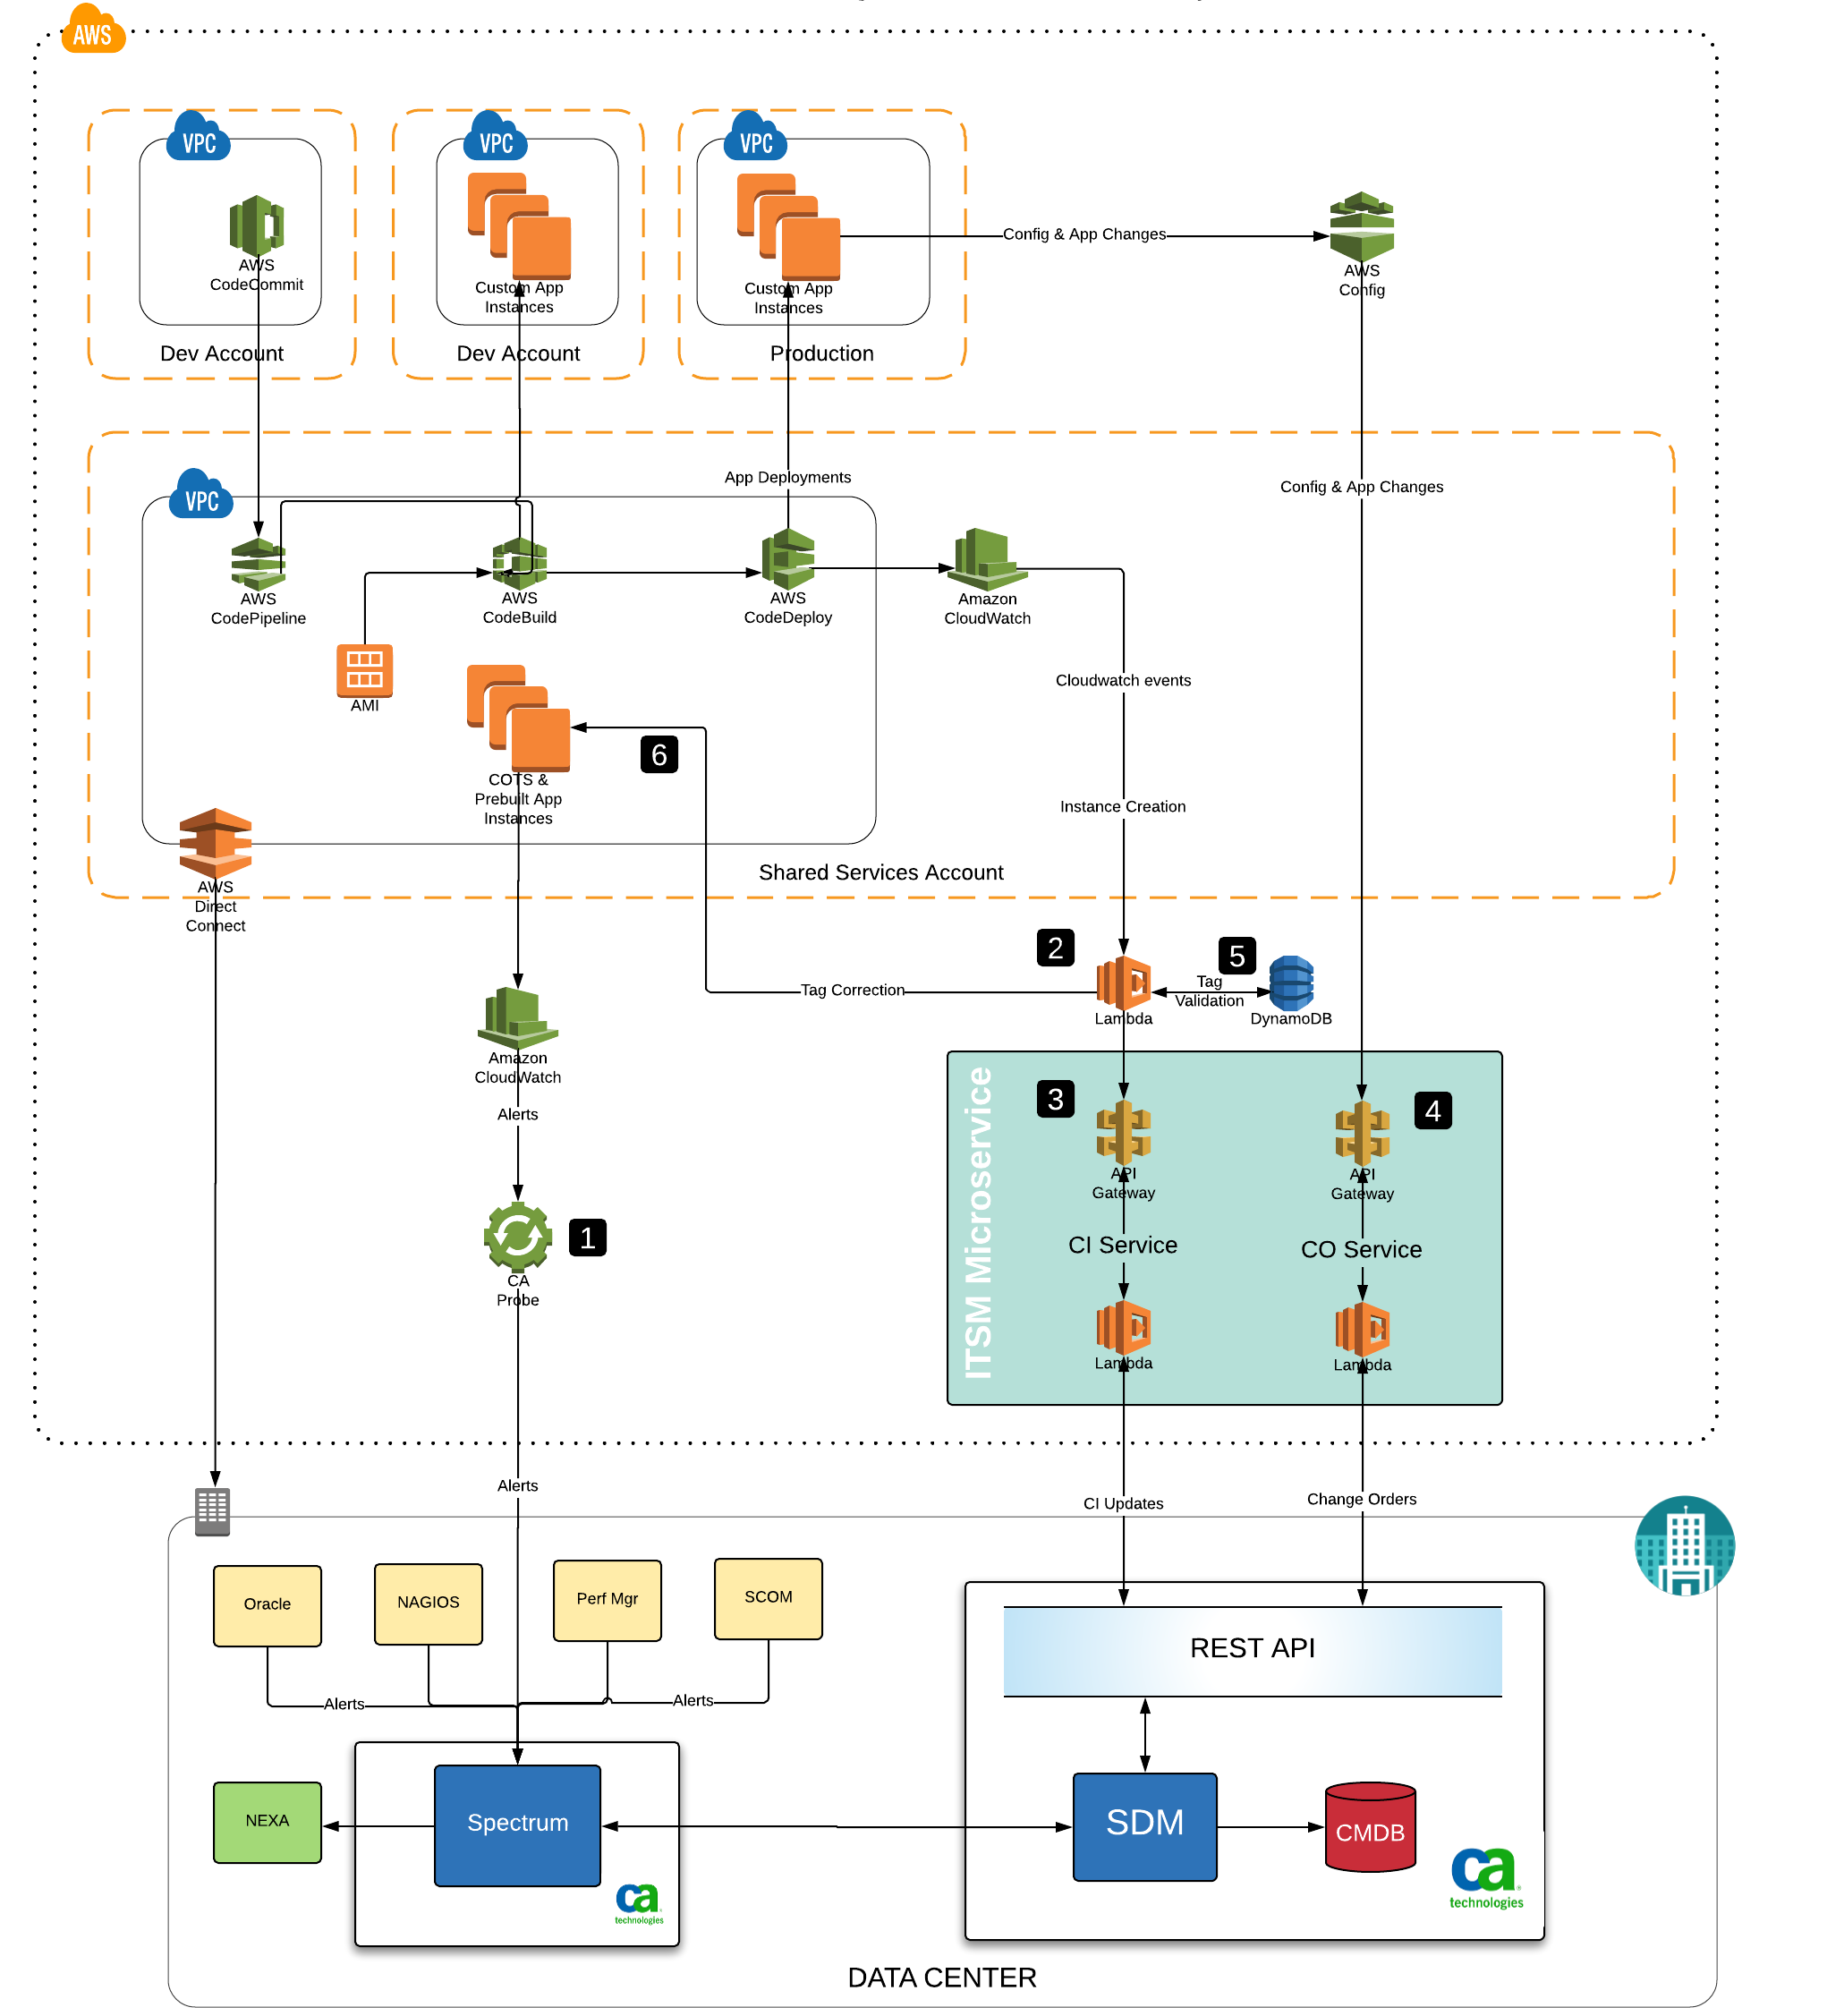 AWS
VPC
VPC
VPC
AWS
CodeCommit
Custom App
Instances
Custom App
Instances
Config & App Changes
AWS
Config
Dev Account
Dev Account
Production
App Deployments
Config & App Changes
VPC
AWS
CodePipeline
AWS
CodeBuild
AWS
CodeDeploy
Amazon
CloudWatch
AMI
Cloudwatch events
6
COTS &
Prebuilt App
Instances
Instance Creation
Shared Services Account
AWS
Direct
Connect
2
5
Tag
Validation
Tag Correction
Lambda
DynamoDB
Amazon
CloudWatch
Alerts
ITSM Microservice
3
4
API
Gateway
API
Gateway
1
CI Service
CO Service
CA
Probe
Lambda
Lambda
Alerts
CI Updates
Change Orders
Oracle
NAGIOS
Perf Mgr
SCOM
REST API
Alerts
Alerts
NEXA
Spectrum
SDM
CMDB
ca
technologies
ca
technologies
DATA CENTER